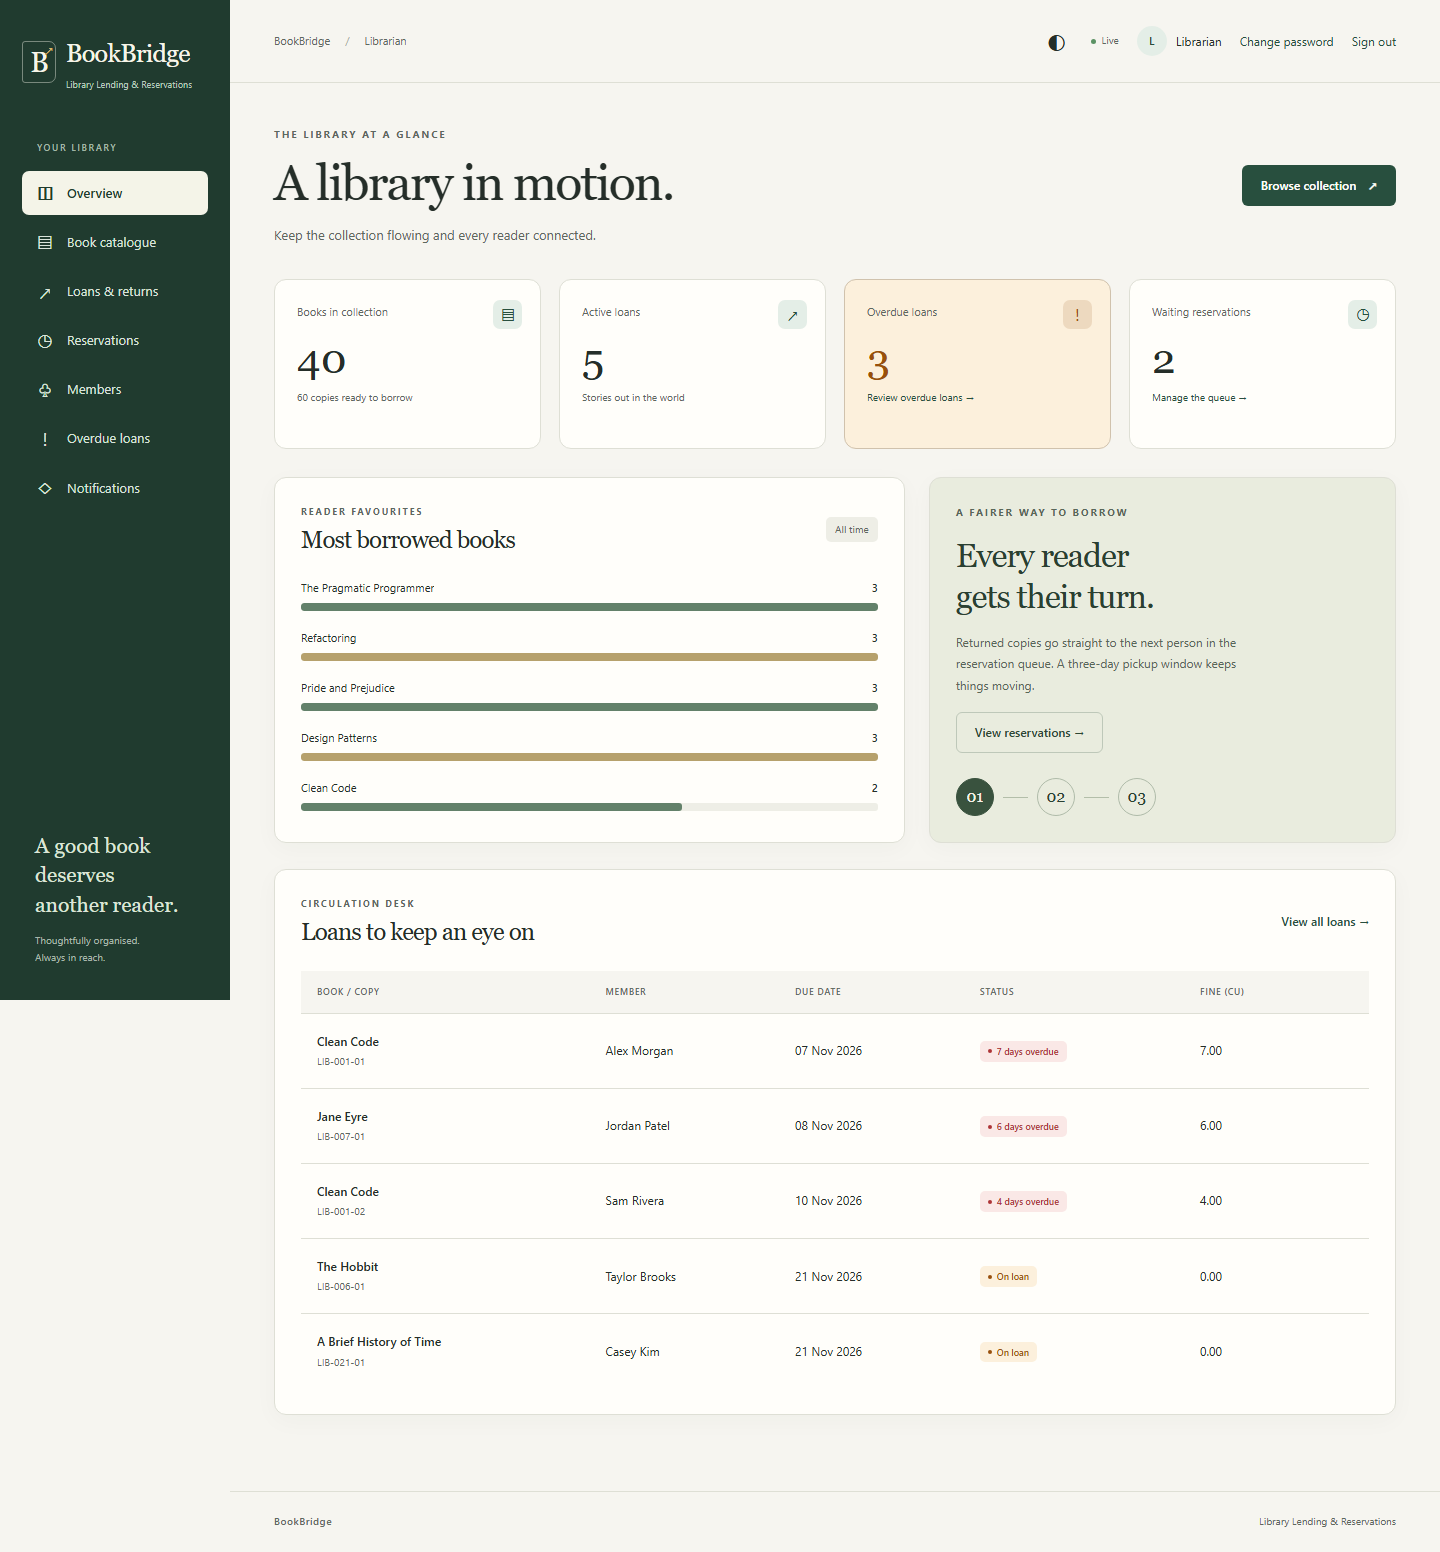 B
BookBridge
Library Lending & Reservations
YOUR LIBRARY
Overview
Book catalogue
Loans & returns
Reservations
Members
! Overdue loans
Notifications
A good book
deserves
another reader.
Thoughtfully organised.
Always in reach.
BookBridge / Librarian
Live
L Librarian
Change password
Sign out
THE LIBRARY AT A GLANCE
A library in motion.
Keep the collection flowing and every reader connected.
Browse collection ↗
Books in collection
40
60 copies ready to borrow
Active loans
↗
5
Stories out in the world
Overdue loans
!
3
Review overdue loans →
Waiting reservations
2
Manage the queue →
READER FAVOURITES
Most borrowed books
All time
The Pragmatic Programmer 3
Refactoring 3
Pride and Prejudice 3
Design Patterns 3
Clean Code 2
A FAIRER WAY TO BORROW
Every reader
gets their turn.
Returned copies go straight to the next person in the
reservation queue. A three-day pickup window keeps
things moving.
View reservations →
01 02 03
CIRCULATION DESK
Loans to keep an eye on
View all loans →
BOOK / COPY MEMBER DUE DATE STATUS FINE (CU)
Clean Code
LIB-001-01
Alex Morgan 07 Nov 2026 7 days overdue 7.00
Jane Eyre
LIB-007-01
Jordan Patel 08 Nov 2026 6 days overdue 6.00
Clean Code
LIB-001-02
Sam Rivera 10 Nov 2026 4 days overdue 4.00
The Hobbit
LIB-006-01
Taylor Brooks 21 Nov 2026 On loan 0.00
A Brief History of Time
LIB-021-01
Casey Kim 21 Nov 2026 On loan 0.00
BookBridge
Library Lending & Reservations